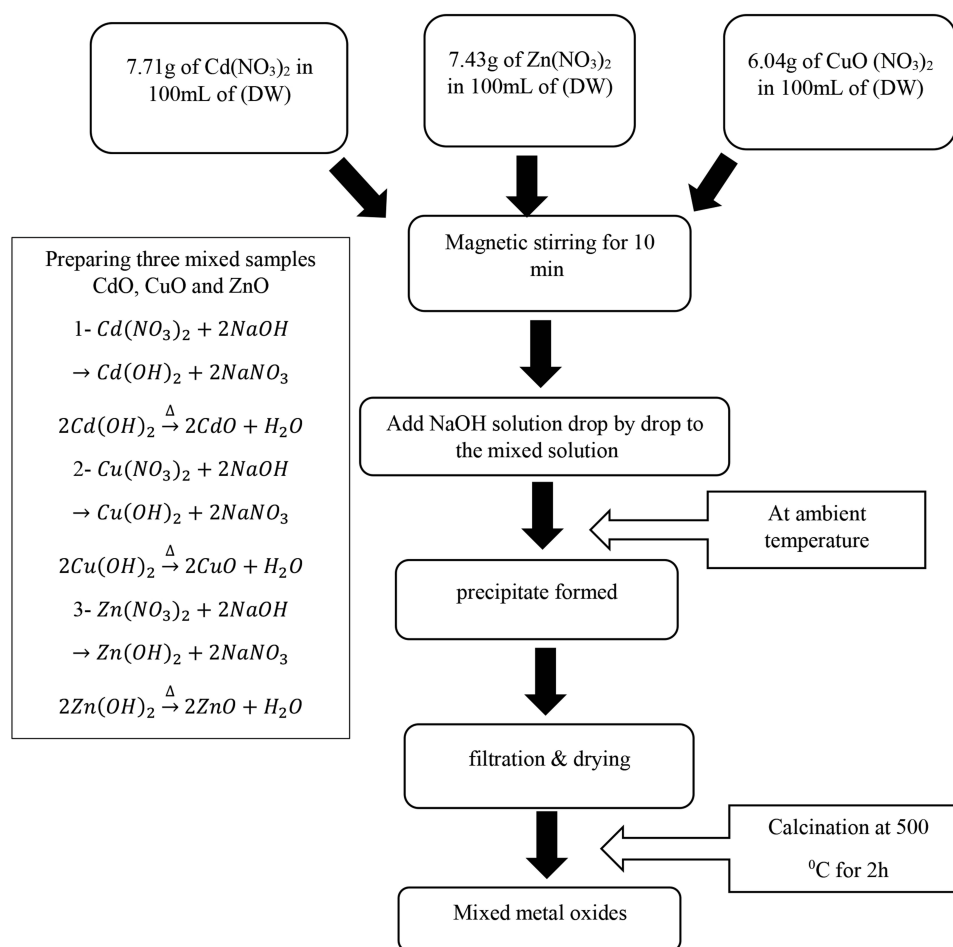 7.71g of Cd(NO₃)₂ in
100mL of (DW)
7.43g of Zn(NO₃)₂
in 100mL of (DW)
6.04g of CuO (NO₃)₂
in 100mL of (DW)
Magnetic stirring for 10
min
Preparing three mixed samples
CdO, CuO and ZnO
1- Cd(NO₃)₂ + 2NaOH
→ Cd(OH)₂ + 2NaNO₃
2Cd(OH)₂ →^Δ 2CdO + H₂O
2- Cu(NO₃)₂ + 2NaOH
→ Cu(OH)₂ + 2NaNO₃
2Cu(OH)₂ →^Δ 2CuO + H₂O
3- Zn(NO₃)₂ + 2NaOH
→ Zn(OH)₂ + 2NaNO₃
2Zn(OH)₂ →^Δ 2ZnO + H₂O
Add NaOH solution drop by drop to
the mixed solution
At ambient
temperature
precipitate formed
filtration & drying
Calcination at 500
⁰C for 2h
Mixed metal oxides